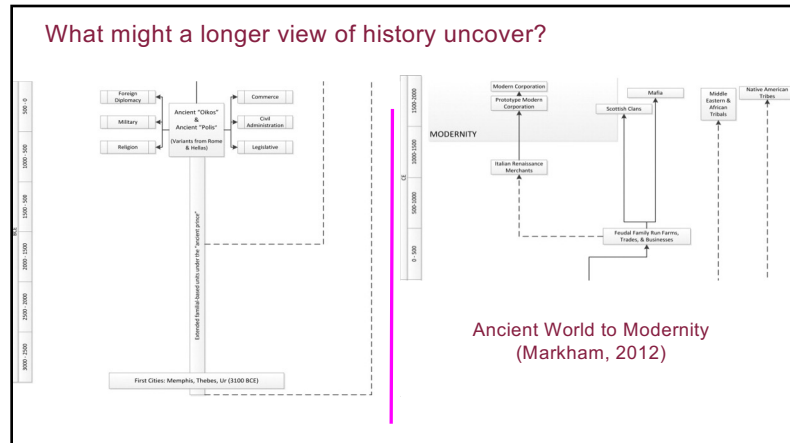 What might a longer view of history uncover?
500 - 0
1000 - 500
1500 - 500
2000 - 1500
2500 - 2000
3000 - 2500
BCE
Foreign
Diplomacy
Military
Religion
Ancient "Oikos"
&
Ancient "Polis"
(Variants from Rome
& Hellas)
Commerce
Civil
Administration
Legislative
Extended familial-based units under the "ancient prince"
First Cities: Memphis, Thebes, Ur (3100 BCE)
1500-2000
1000-1500
500-1000
0 - 500
CE
MODERNITY
Modern Corporation
Prototype Modern
Corporation
Italian Renaissance
Merchants
Scottish Clans
Mafia
Middle
Eastern &
African
Tribals
Native American
Tribes
Feudal Family Run Farms,
Trades, & Businesses
Ancient World to Modernity
(Markham, 2012)